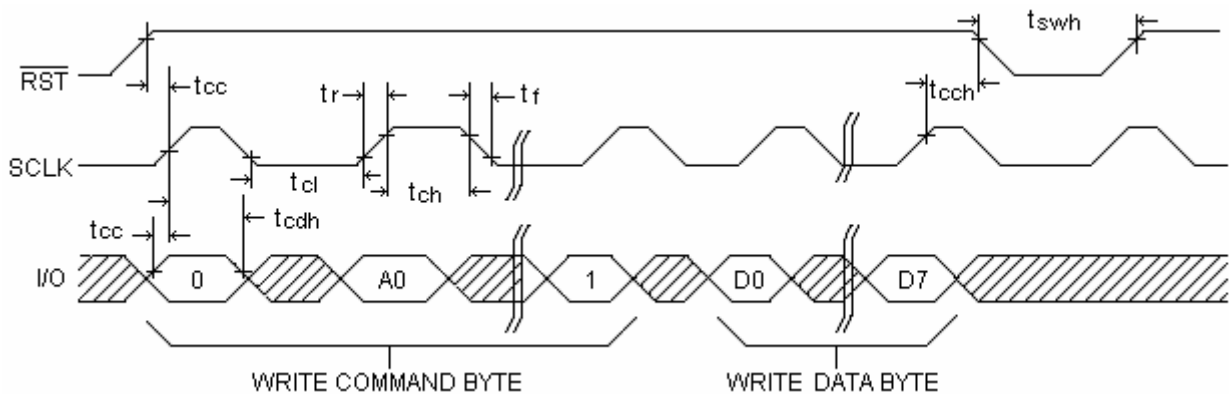 tswh
RST
tcc
tr
tf
tcch
SCLK
tcl
tch
tcc
tcdh
I/O
0
A0
1
D0
D7
WRITE COMMAND BYTE
WRITE DATA BYTE